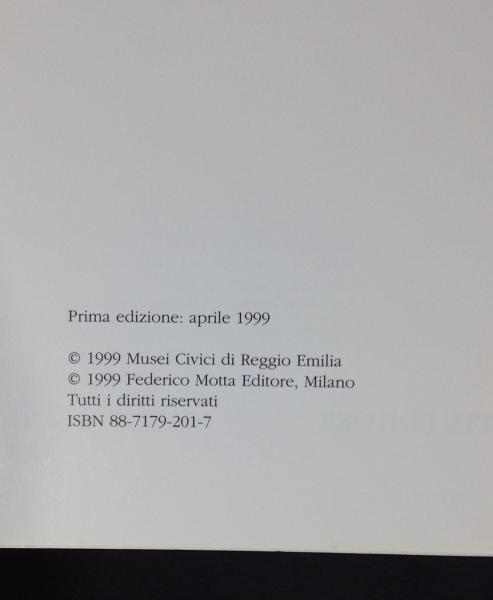 Prima edizione: aprile 1999
© 1999 Musei Civici di Reggio Emilia
© 1999 Federico Motta Editore, Milano
Tutti i diritti riservati
ISBN 88-7179-201-7